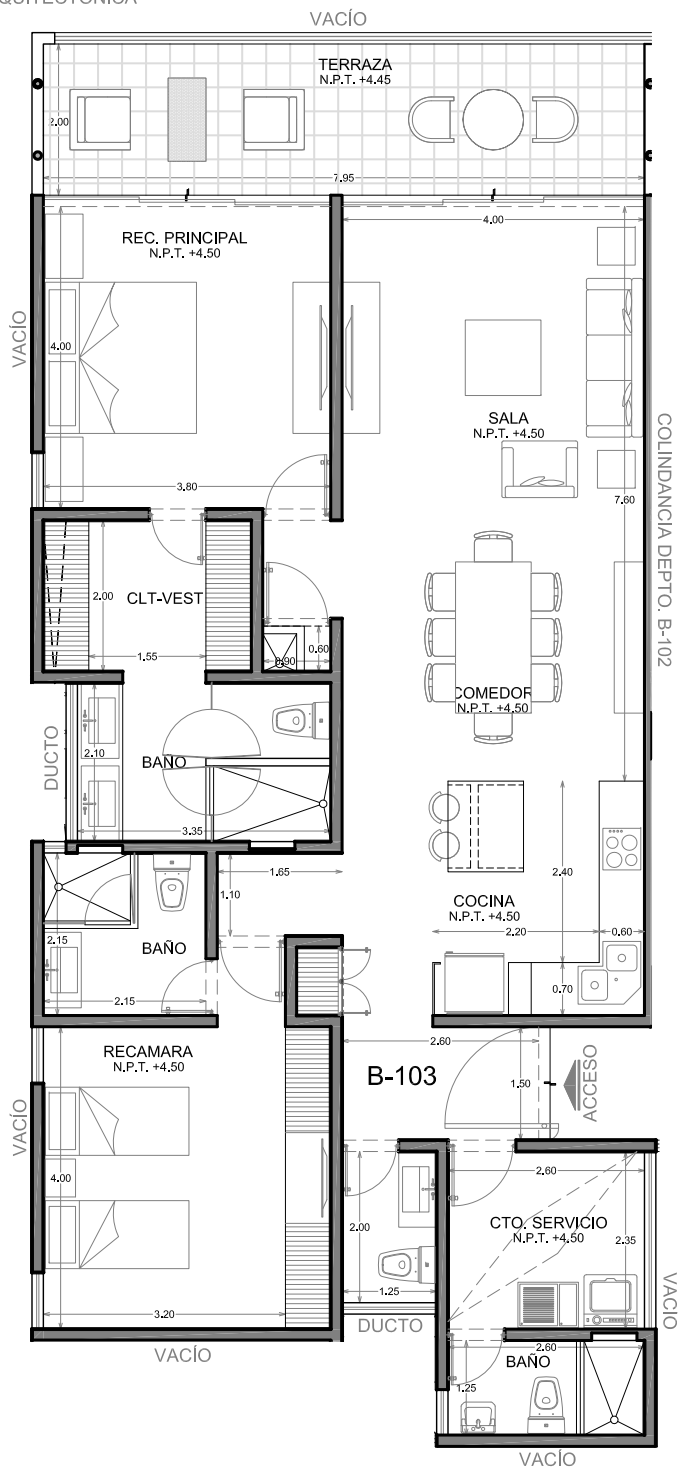 VACÍO
TERRAZA
N.P.T. +4.45
2.00
7.95
4.00
REC. PRINCIPAL
N.P.T. +4.50
VACÍO
4.00
SALA
N.P.T. +4.50
3.80
7.60
COLINDANCIA DEPTO. B-102
2.00
CLT-VEST
1.55
0.90
0.60
COMEDOR
N.P.T. +4.50
DUCTO
2.10
BAÑO
3.35
1.65
1.10
2.40
COCINA
N.P.T. +4.50
2.20
0.60
2.15
BAÑO
2.15
0.70
RECAMARA
N.P.T. +4.50
2.60
B-103
1.50
ACCESO
VACÍO
4.00
2.00
2.60
CTO. SERVICIO
N.P.T. +4.50
2.35
3.20
1.25
DUCTO
VACÍO
VACÍO
2.60
BAÑO
1.25
VACÍO